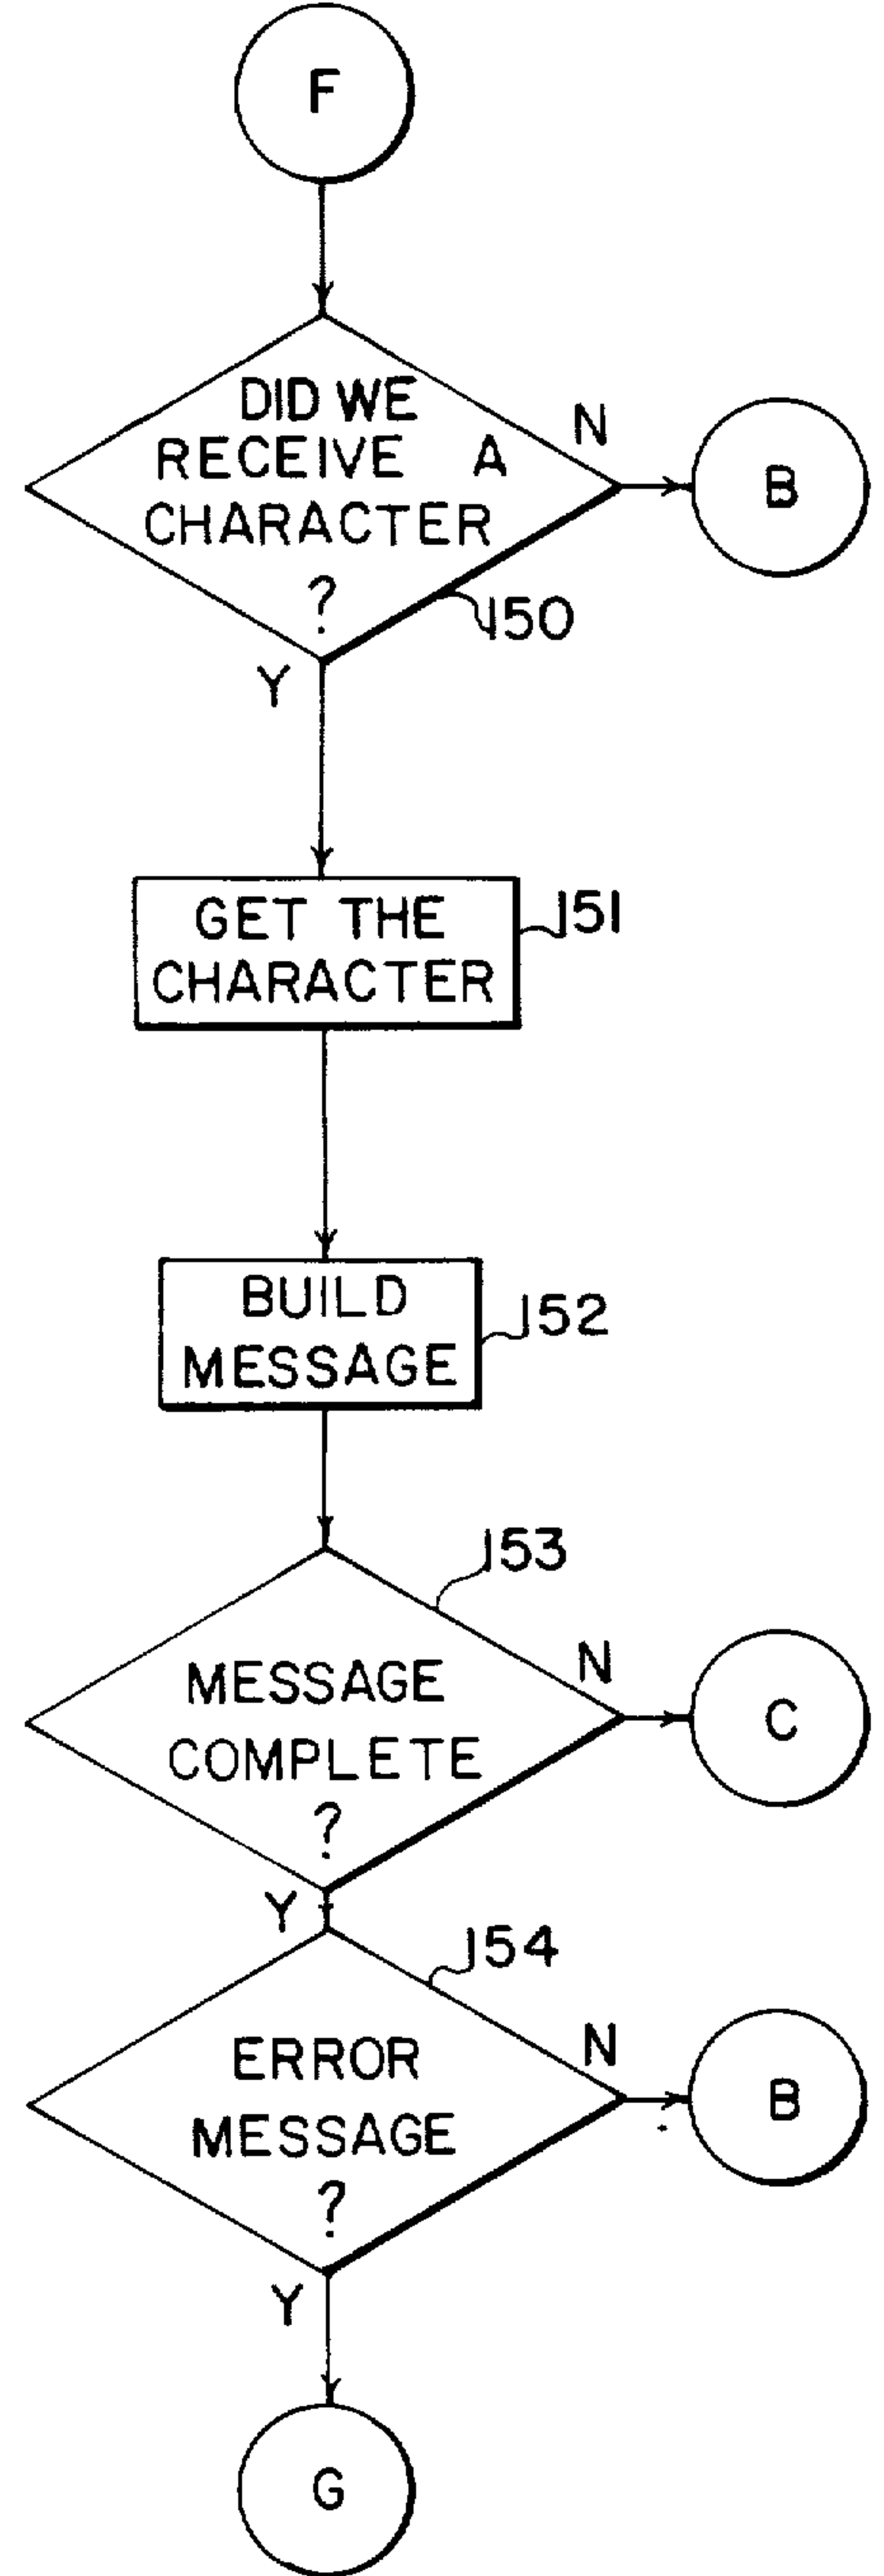 F
DID WE
RECEIVE A
CHARACTER
?
N
B
150
Y
GET THE
CHARACTER
151
BUILD
MESSAGE
152
153
MESSAGE
COMPLETE
?
N
C
Y
154
ERROR
MESSAGE
?
N
B
Y
G